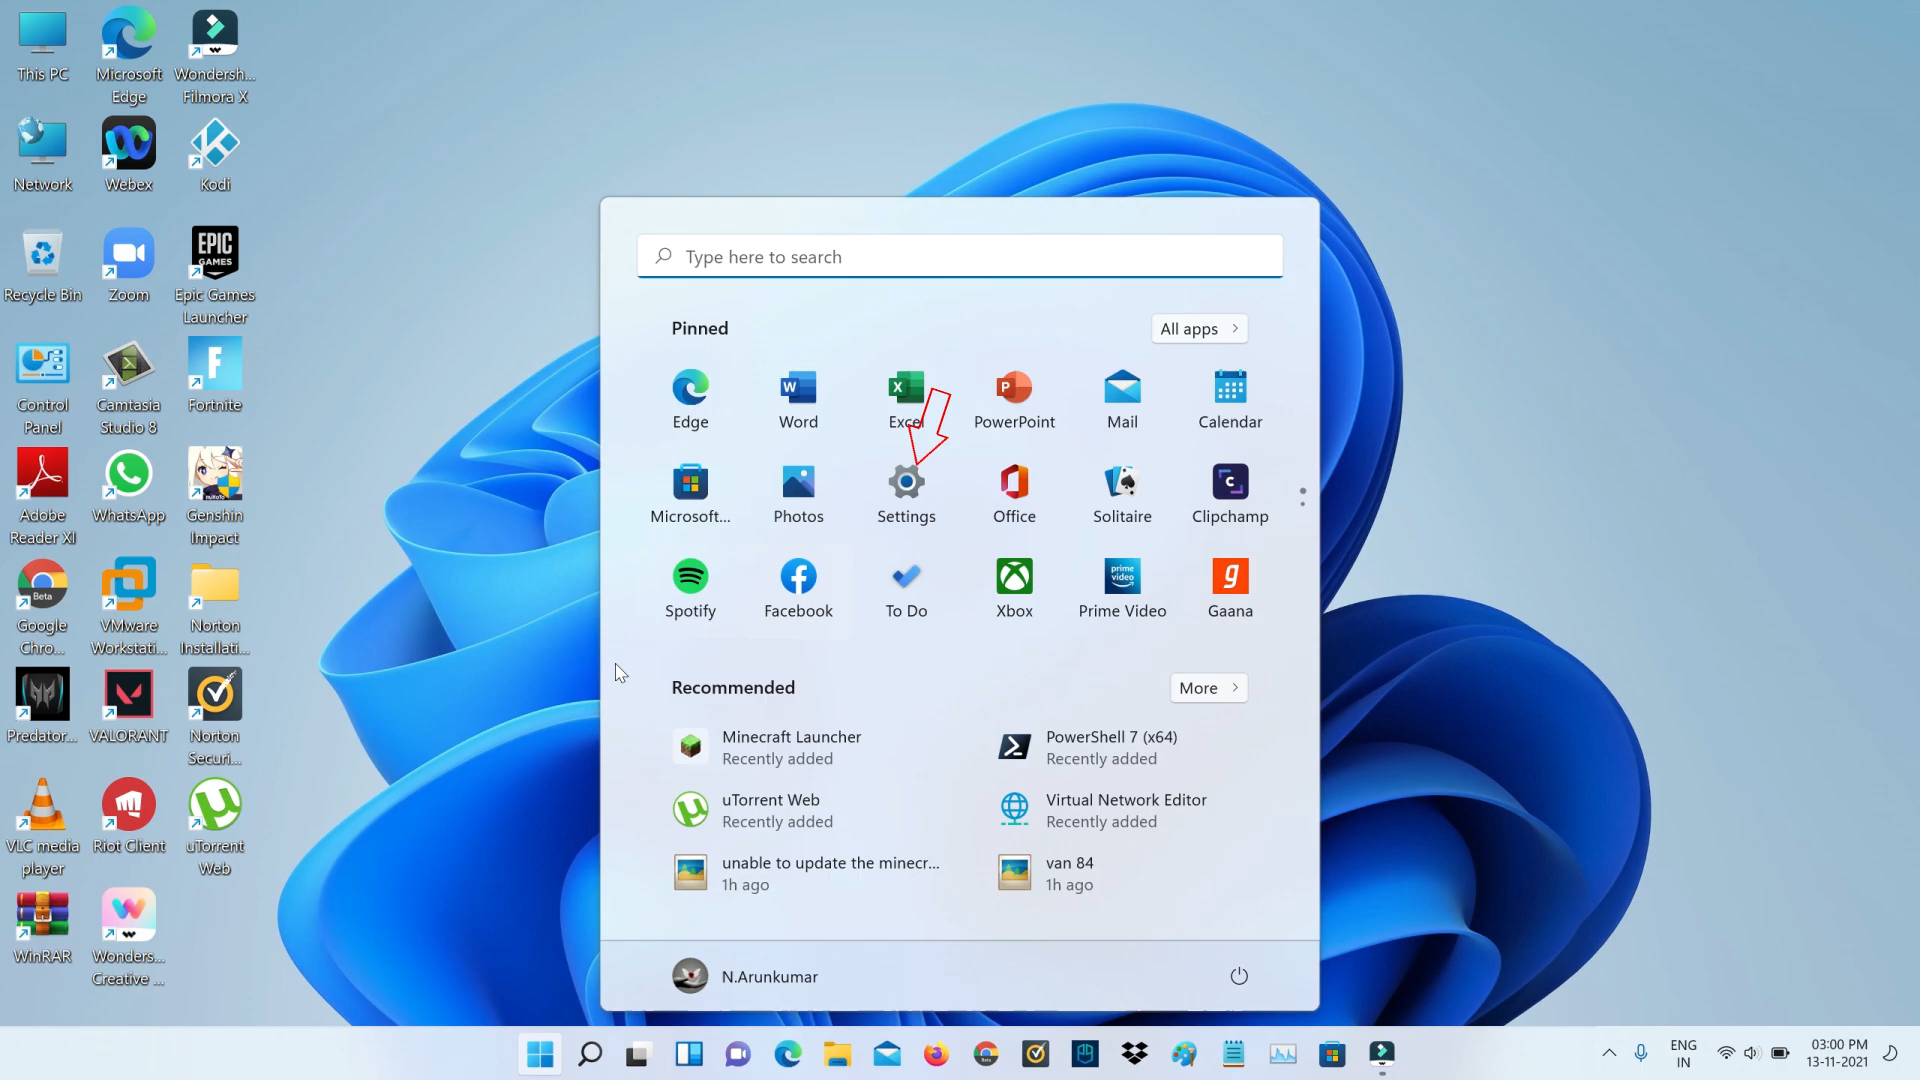 This PC
Microsoft
Edge
Wondersh...
Filmora X
Network
Webex
Kodi
Recycle Bin
Zoom
EPIC
GAMES
Epic Games
Launcher
Control
Panel
Camtasia
Studio 8
Fortnite
Adobe
Reader XI
WhatsApp
Genshin
Impact
Beta
Google
Chro...
VMware
Workstati...
Norton
Installati...
Predator...
VALORANT
Norton
Securi...
VLC media
player
Riot Client
uTorrent
Web
WinRAR
Wonders...
Creative ...
Type here to search
Pinned
All apps
Edge
Word
Excel
PowerPoint
Mail
Calendar
Microsoft...
Photos
Settings
Office
Solitaire
Clipchamp
prime
video
Spotify
Facebook
To Do
Xbox
Prime Video
Gaana
Recommended
More
Minecraft Launcher
Recently added
PowerShell 7 (x64)
Recently added
uTorrent Web
Recently added
Virtual Network Editor
Recently added
unable to update the minecr...
1h ago
van 84
1h ago
N.Arunkumar
ENG
IN
03:00 PM
13-11-2021